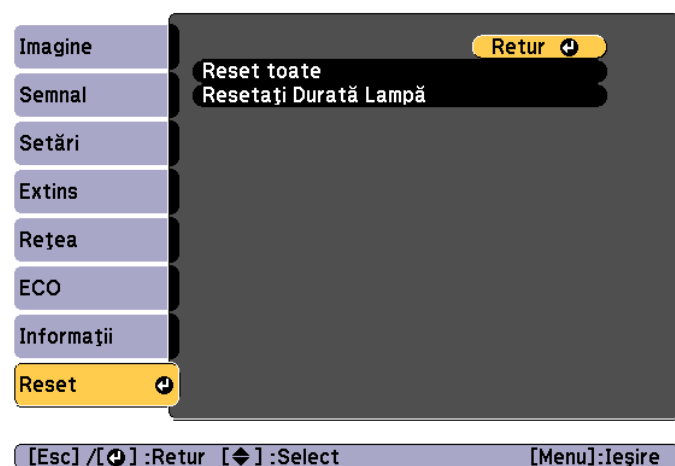 Imagine
Semnal
Setări
Extins
Reţea
ECO
Informaţii
Reset
Retur
Reset toate
Resetaţi Durată Lampă
[Esc] /[] :Retur [] :Select [Menu]:Ieşire